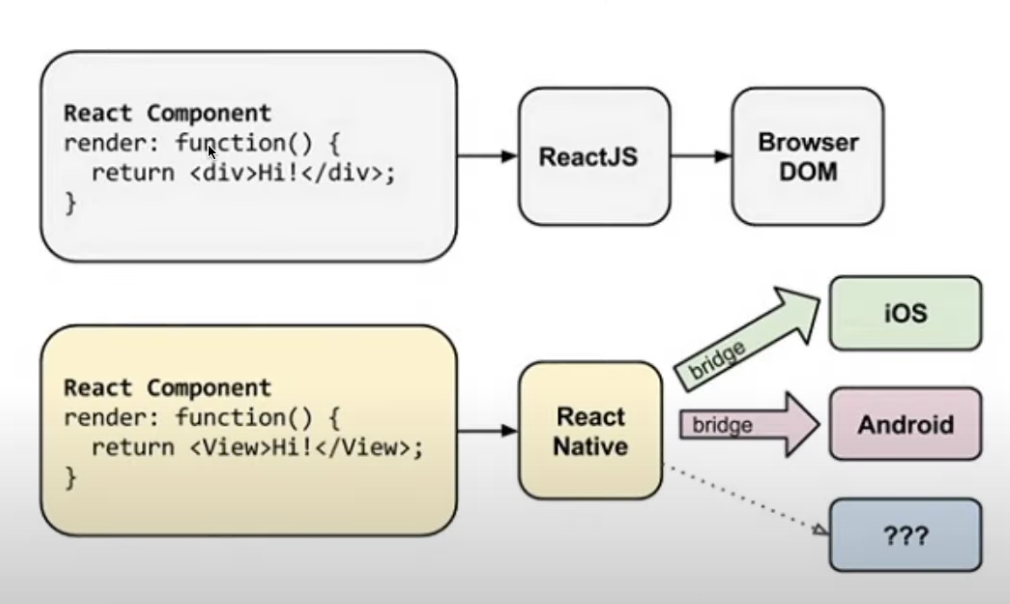 React Component
render: function() {
  return <div>Hi!</div>;
}
ReactJS
Browser
DOM
React Component
render: function() {
  return <View>Hi!</View>;
}
React
Native
bridge
iOS
bridge
Android
???